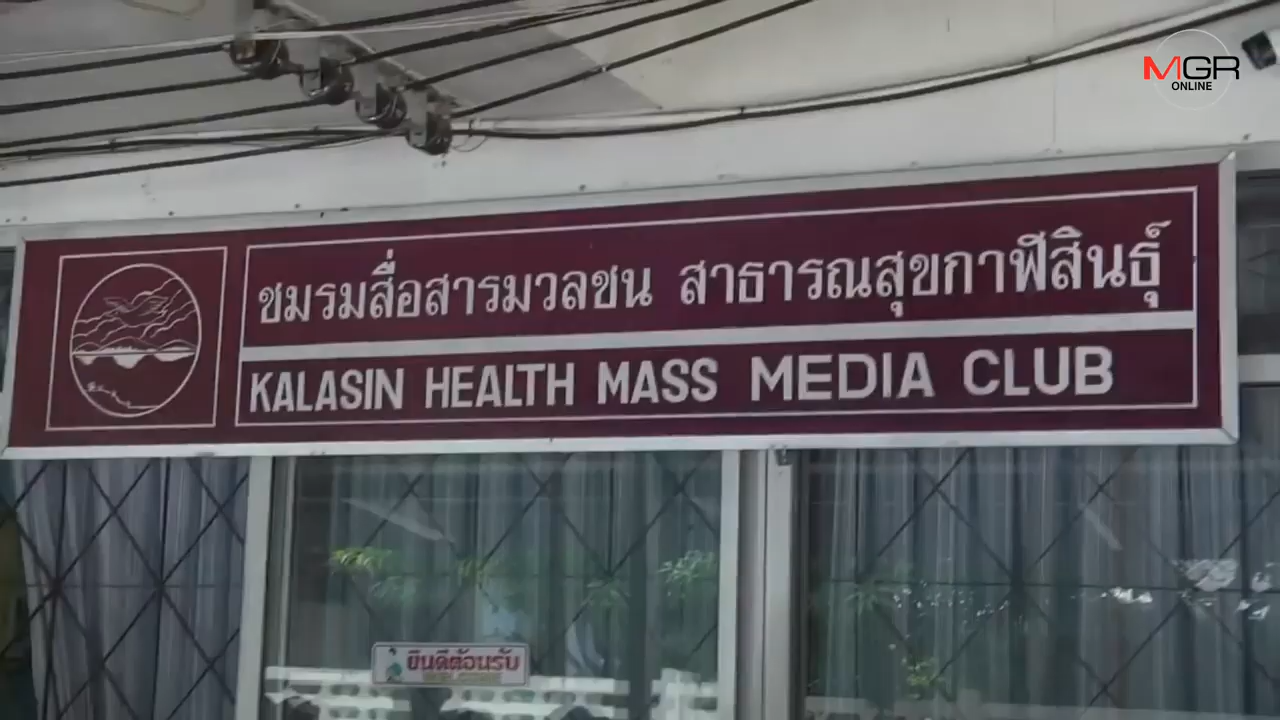 MGR
ONLINE
ชมรมสื่อสารมวลชน สาธารณสุขกาฬสินธุ์
KALASIN HEALTH MASS MEDIA CLUB
ยินดีต้อนรับ